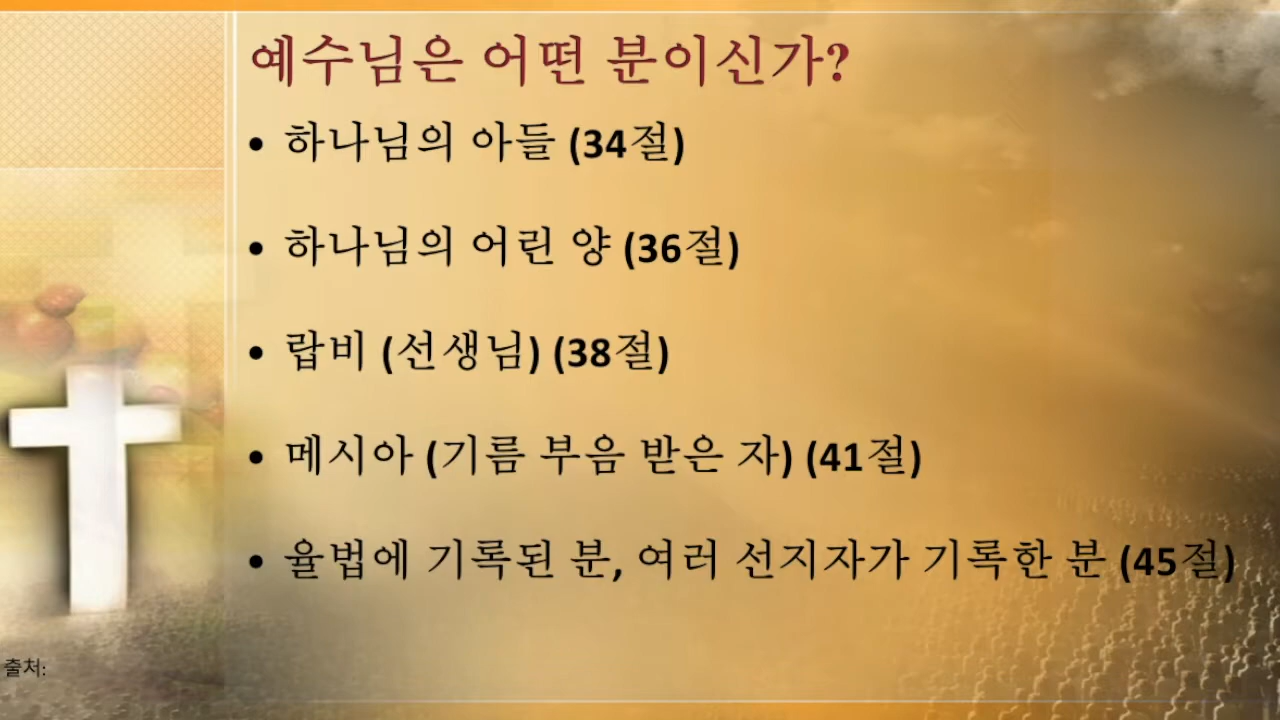 예수님은 어떤 분이신가?
• 하나님의 아들 (34절)
• 하나님의 어린 양 (36절)
• 랍비 (선생님) (38절)
• 메시아 (기름 부음 받은 자) (41절)
• 율법에 기록된 분, 여러 선지자가 기록한 분 (45절)
출처: